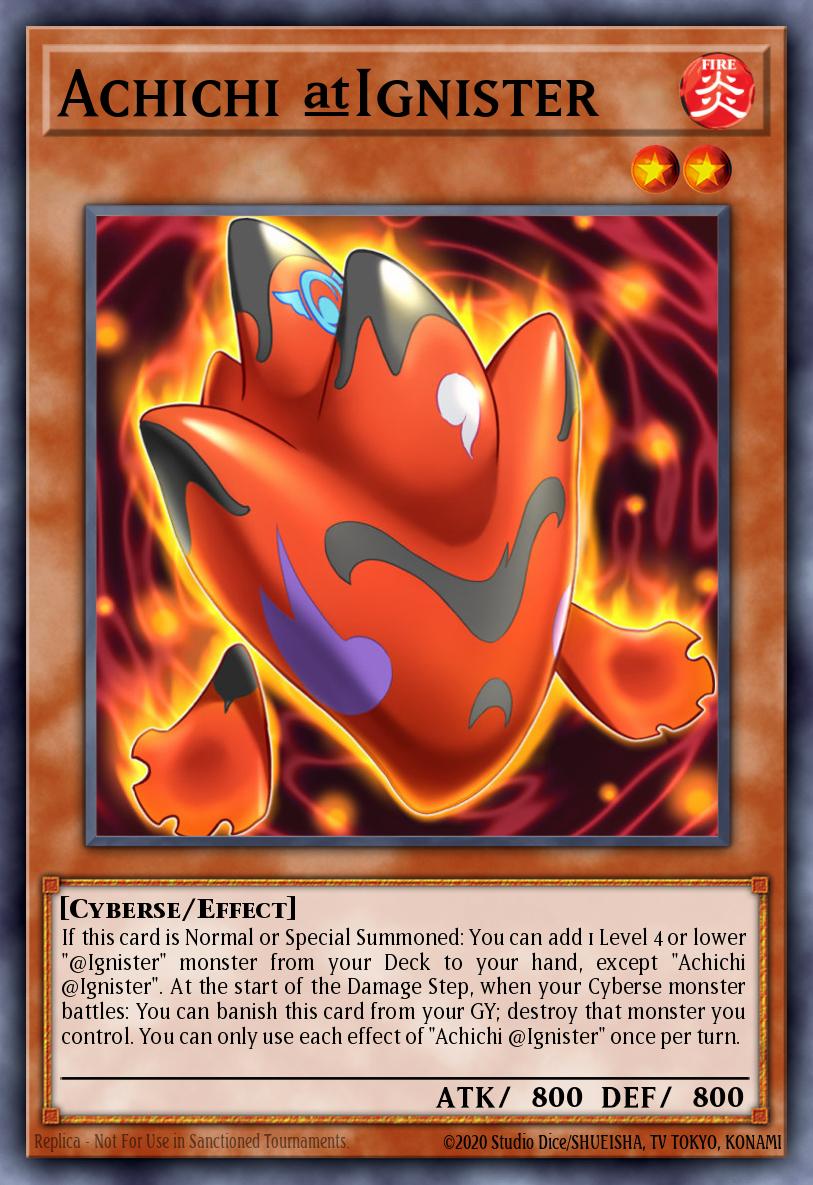 Achichi @Ignister
FIRE
炎
[Cyberse/Effect]
If this card is Normal or Special Summoned: You can add 1 Level 4 or lower
"@Ignister" monster from your Deck to your hand, except "Achichi
@Ignister". At the start of the Damage Step, when your Cyberse monster
battles: You can banish this card from your GY; destroy that monster you
control. You can only use each effect of "Achichi @Ignister" once per turn.
ATK/ 800 DEF/ 800
Replica - Not For Use in Sanctioned Tournaments.
©2020 Studio Dice/SHUEISHA, TV TOKYO, KONAMI